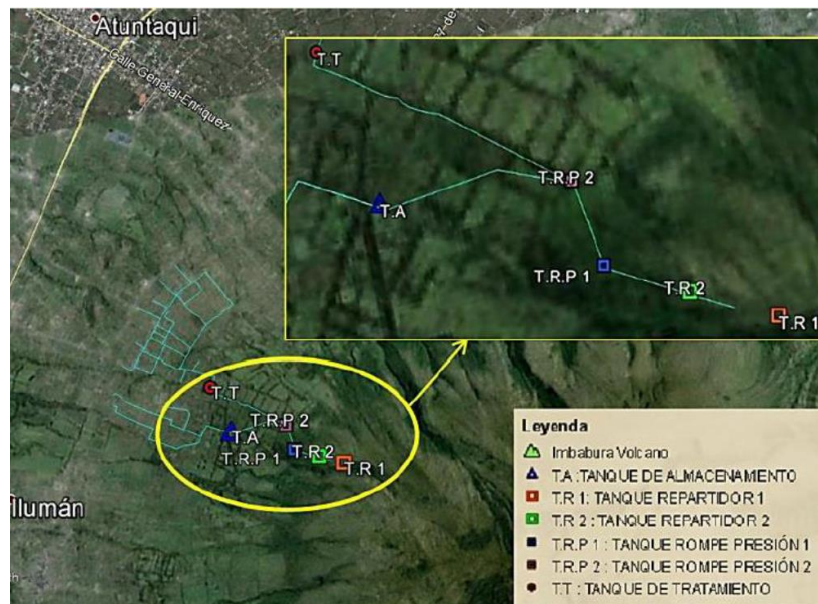 Atuntaqui
Calle General Enríquez
T.T
T.R.P 2
T.A
T.R.P 1
T.R 2
T.R 1
T.T
T.R.P 2
T.A
T.R.P 1
T.R 2
T.R 1
Ilumán
Leyenda
Imbabura Volcano
T.A : TANQUE DE ALMACENAMIENTO
T.R 1: TANQUE REPARTIDOR 1
T.R 2 : TANQUE REPARTIDOR 2
T.R.P 1 : TANQUE ROMPE PRESIÓN 1
T.R.P 2 : TANQUE ROMPE PRESIÓN 2
T.T : TANQUE DE TRATAMIENTO